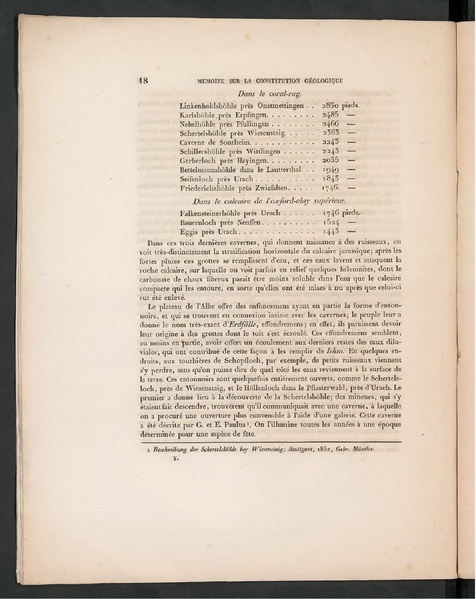 18 MÉMOIRE SUR LA CONSTITUTION GÉOLOGIQUE
Dans le coral-rag.
Linkenboldshöhle près Onstmettingen . . 2850 pieds.
Karlshöhle près Erpfingen. . . . . . . . . 2485 —
Nebelhöhle près Pfullingen . . . . . . . . 2466 —
Schertelshöhle près Wiesensteig. . . . . . 2363 —
Caverne de Sontheim. . . . . . . . . . . 2243 —
Schillershöhle près Wittlingen . . . . . . 2243 —
Gerberloch près Hayingen. . . . . . . . . 2035 —
Bettelmannshöhle dans le Lautterthal. . . 1949 —
Seifenloch près Urach . . . . . . . . . . 1843 —
Friederichshöhle près Zwiefalten. . . . . 1746. —
Dans le calcaire de l'oxford-clay supérieur.
Falkensteinerhöhle près Urach . . . . . . 1746 pieds.
Bauernloch près Neuffen. . . . . . . . . 1524 —
Eggis près Urach. . . . . . . . . . . . . 1443 —
Dans ces trois dernières cavernes, qui donnent naissance à des ruisseaux, on
voit très-distinctement la stratification horizontale du calcaire jurassique; après les
fortes pluies ces grottes se remplissent d'eau, et ces eaux lavent et attaquent la
roche calcaire, sur laquelle on voit parfois en relief quelques bélemnites, dont le
carbonate de chaux fibreux paraît être moins soluble dans l'eau que le calcaire
compacte qui les entoure, en sorte qu'elles ont été mises à nu après que celui-ci
eut été enlevé.
Le plateau de l'Albe offre des enfoncemens ayant en partie la forme d'enton-
noirs, et qui se trouvent en connexion intime avec les cavernes; le peuple leur a
donné le nom très-exact d'Erdfälle, effondremens; en effet, ils paraissent devoir
leur origine à des grottes dont le toit s'est écroulé. Ces effondremens semblent,
au moins en partie, avoir offert un écoulement aux derniers restes des eaux dilu-
viales, qui ont contribué de cette façon à les remplir de lehm. En quelques en-
droits, aux tourbières de Schopfloch, par exemple, de petits ruisseaux viennent
s'y perdre, sans qu'on puisse dire de quel côté les eaux reviennent à la surface de
la terre. Ces entonnoirs sont quelquefois entièrement ouverts, comme le Schertels-
loch, près de Wiesensteig, et le Höllenloch dans le Pflasterwald, près d'Urach. Le
premier a donné lieu à la découverte de la Schertelshöhle; des mineurs, qui s'y
étaient fait descendre, trouvèrent qu'il communiquait avec une caverne, à laquelle
on a procuré une ouverture plus convenable à l'aide d'une galerie. Cette caverne
a été décrite par G. et E. Paulus¹. On l'illumine toutes les années à une époque
déterminée pour une espèce de fête.
1 Beschreibung der Schertelshöhle bey Wiesensteig; Stuttgart, 1832, Gebr. Mäntler.
V.